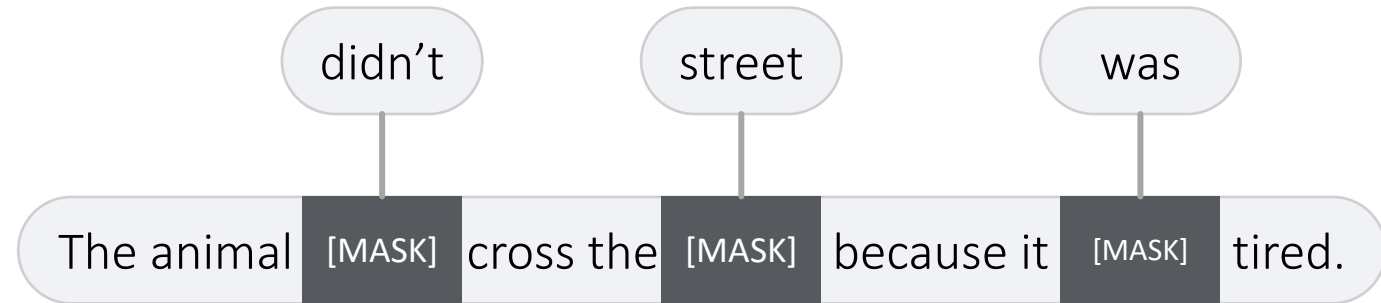 didn’t street was
The animal [MASK] cross the [MASK] because it [MASK] tired.